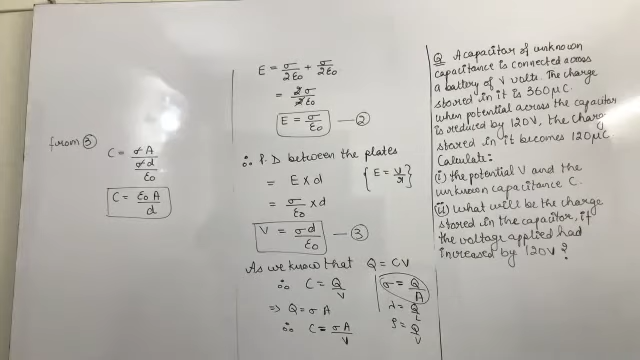 from ③
C = σA / σd/ε₀
C = ε₀A / d
E = σ/2ε₀ + σ/2ε₀
= 2σ/2ε₀
E = σ/ε₀ — ②
∴ P.D between the plates
= E × d { E = V/r }
= σ/ε₀ × d
V = σd/ε₀ — ③
As we know that Q = CV
∴ C = Q/V
⇒ Q = σ A
∴ C = σA/V
σ = Q/A
λ = Q/L
ρ = Q/V
Q A capacitor of unknown
capacitance is connected across
a battery of V volts. The charge
stored in it is 360μC.
When potential across the capacitor
is reduced by 120V, the charge
stored in it becomes 120μC
Calculate:
(i) the potential V and the
unknown capacitance C.
(ii) what will be the charge
stored in the capacitor, if
the voltage applied had
increased by 120V?